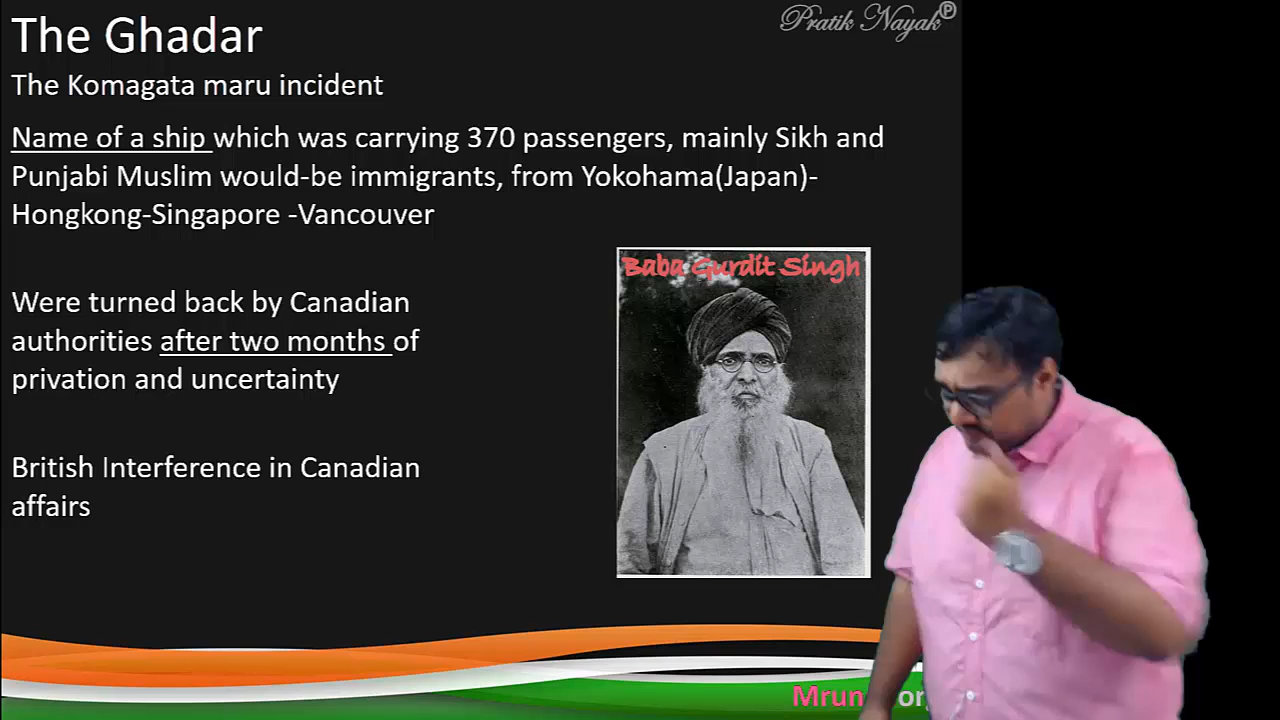 The Ghadar
Pratik Nayak®
The Komagata maru incident
Name of a ship which was carrying 370 passengers, mainly Sikh and
Punjabi Muslim would-be immigrants, from Yokohama(Japan)-
Hongkong-Singapore -Vancouver
Baba Gurdit Singh
Were turned back by Canadian
authorities after two months of
privation and uncertainty
British Interference in Canadian
affairs